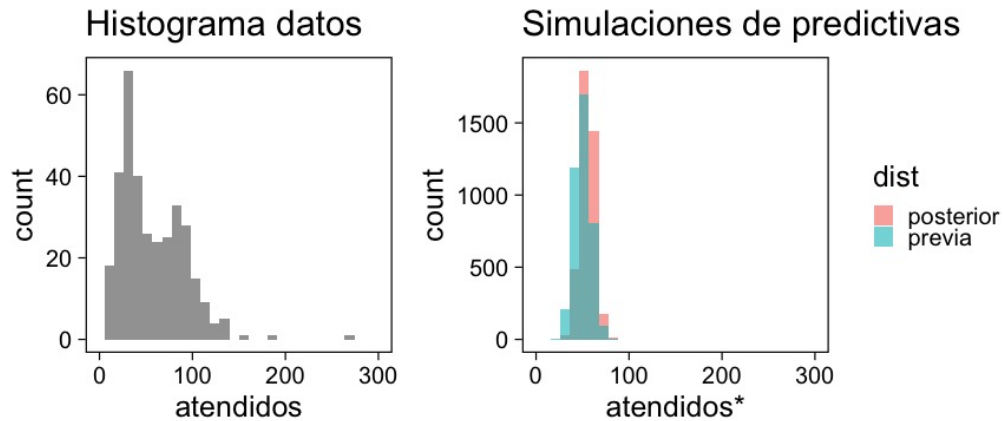 Histograma datos
60
40
20
0
count
0 100 200 300
atendidos
Simulaciones de predictivas
1500
1000
500
0
count
0 100 200 300
atendidos*
dist
posterior
previa